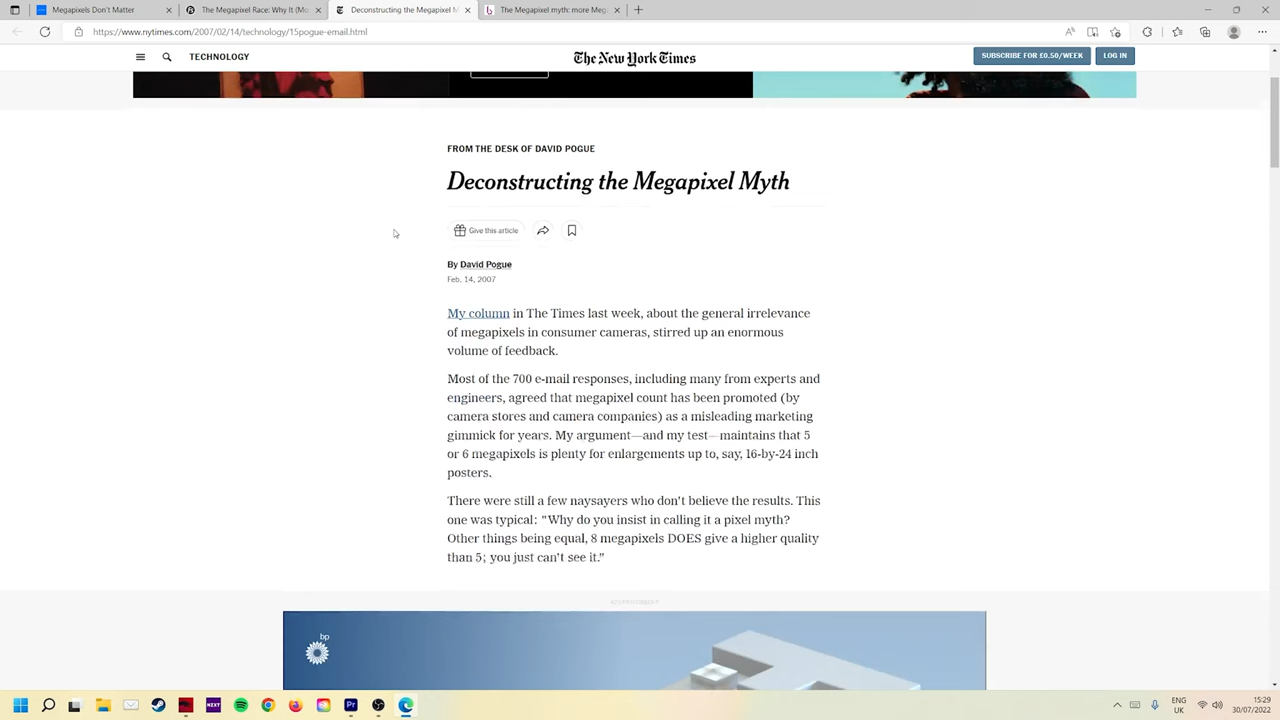 Megapixels Don't Matter
The Megapixel Race: Why It (Mo
Deconstructing the Megapixel M
The Megapixel myth: more Meg
https://www.nytimes.com/2007/02/14/technology/15pogue-email.html
TECHNOLOGY
The New York Times
SUBSCRIBE FOR £0.50/WEEK
LOG IN
FROM THE DESK OF DAVID POGUE
Deconstructing the Megapixel Myth
Give this article
By David Pogue
Feb. 14, 2007
My column in The Times last week, about the general irrelevance
of megapixels in consumer cameras, stirred up an enormous
volume of feedback.
Most of the 700 e-mail responses, including many from experts and
engineers, agreed that megapixel count has been promoted (by
camera stores and camera companies) as a misleading marketing
gimmick for years. My argument—and my test—maintains that 5
or 6 megapixels is plenty for enlargements up to, say, 16-by-24 inch
posters.
There were still a few naysayers who don't believe the results. This
one was typical: "Why do you insist in calling it a pixel myth?
Other things being equal, 8 megapixels DOES give a higher quality
than 5; you just can't see it."
ADVERTISEMENT
bp
NEXT
Pr
ENG
UK
15:29
30/07/2022